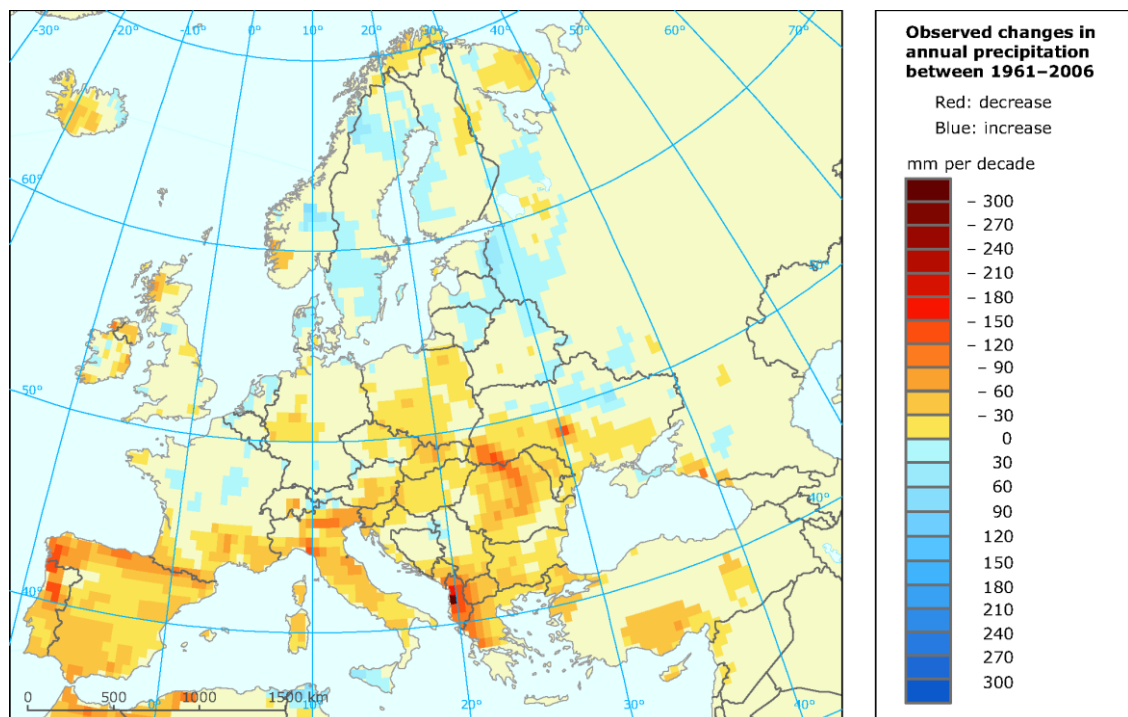 -30° -20° -10° 0° 10° 20° 30° 40° 50° 60° 70°
60°
50°
50°
40°
40°
0 500 1000 1500 km
0° 10° 20° 30° 40°
Observed changes in
annual precipitation
between 1961–2006
Red: decrease
Blue: increase
mm per decade
– 300
– 270
– 240
– 210
– 180
– 150
– 120
– 90
– 60
– 30
0
30
60
90
120
150
180
210
240
270
300